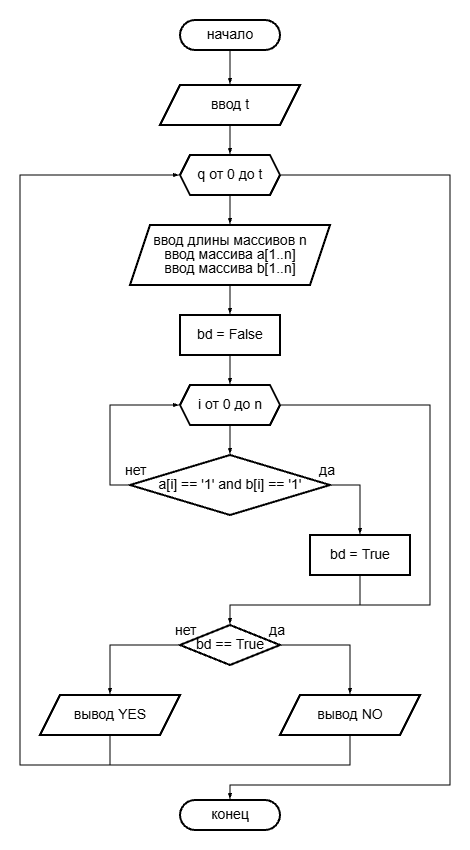 начало
ввод t
q от 0 до t
ввод длины массивов n
ввод массива a[1..n]
ввод массива b[1..n]
bd = False
i от 0 до n
нет
да
a[i] == '1' and b[i] == '1'
bd = True
нет
да
bd == True
вывод YES
вывод NO
конец